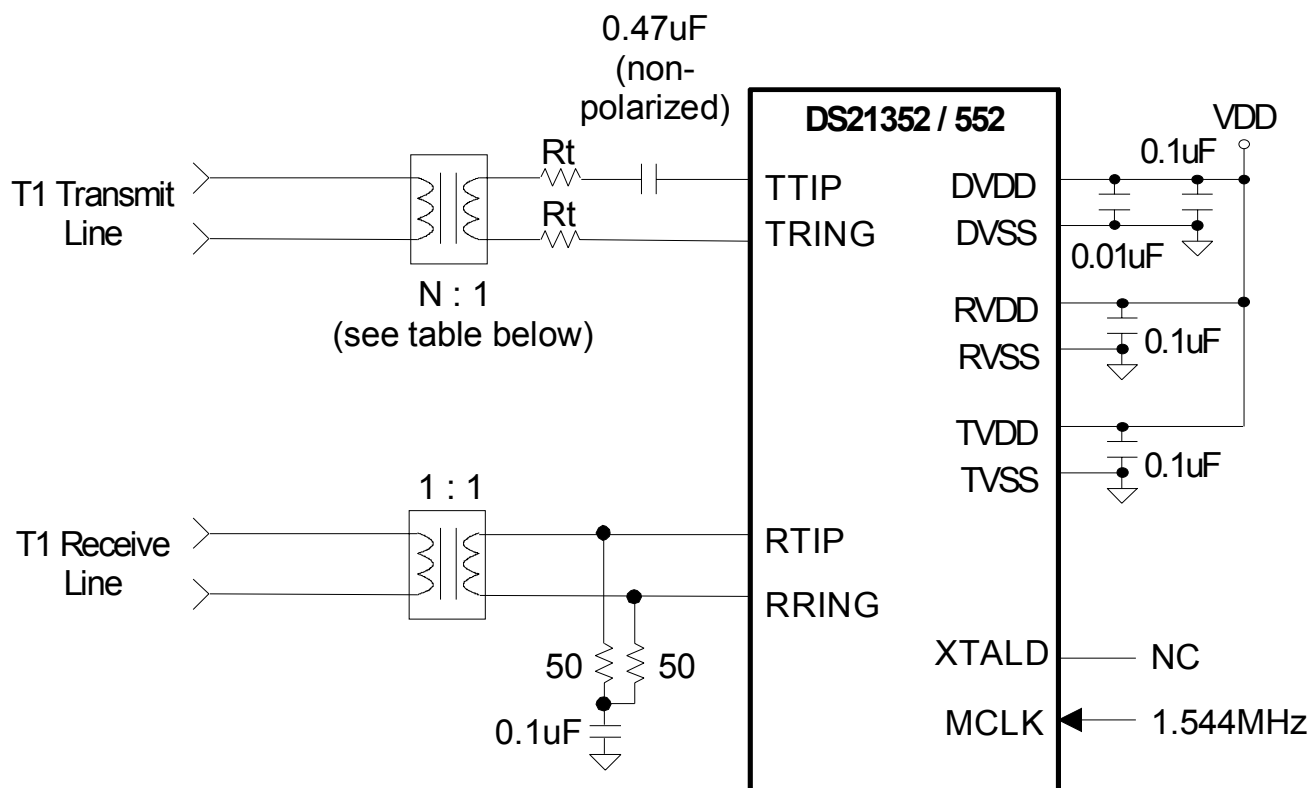 0.47uF
(non-
polarized)
DS21352 / 552
VDD
0.1uF
Rt
T1 Transmit
Line
TTIP
DVDD
Rt
TRING
DVSS
0.01uF
N : 1
(see table below)
RVDD
0.1uF
RVSS
TVDD
0.1uF
TVSS
1 : 1
T1 Receive
Line
RTIP
RRING
50
50
XTALD
NC
0.1uF
MCLK
1.544MHz